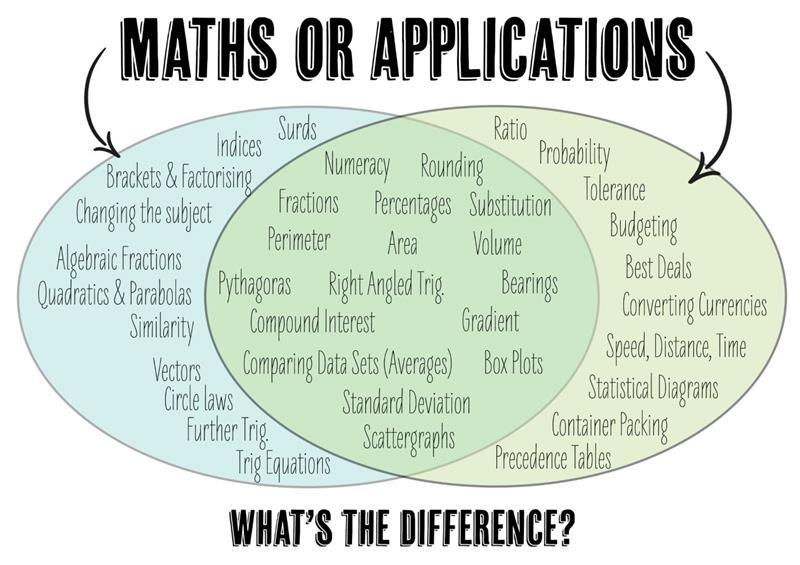 MATHS OR APPLICATIONS
Surds
Indices
Brackets & Factorising
Changing the subject
Algebraic Fractions
Quadratics & Parabolas
Similarity
Vectors
Circle laws
Further Trig.
Trig Equations
Numeracy
Rounding
Fractions
Percentages
Substitution
Perimeter
Area
Volume
Pythagoras
Right Angled Trig.
Bearings
Compound Interest
Gradient
Comparing Data Sets (Averages)
Box Plots
Standard Deviation
Scattergraphs
Ratio
Probability
Tolerance
Budgeting
Best Deals
Converting Currencies
Speed, Distance, Time
Statistical Diagrams
Container Packing
Precedence Tables
WHAT'S THE DIFFERENCE?